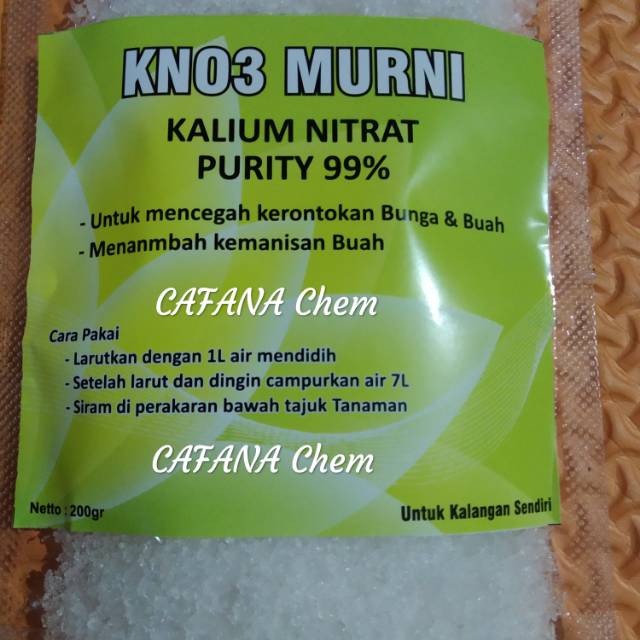 KNO3 MURNI
KALIUM NITRAT
PURITY 99%
- Untuk mencegah kerontokan Bunga & Buah
- Menanmbah kemanisan Buah
CAFANA Chem
Cara Pakai
- Larutkan dengan 1L air mendidih
- Setelah larut dan dingin campurkan air 7L
- Siram di perakaran bawah tajuk Tanaman
CAFANA Chem
Netto : 200gr
Untuk Kalangan Sendiri